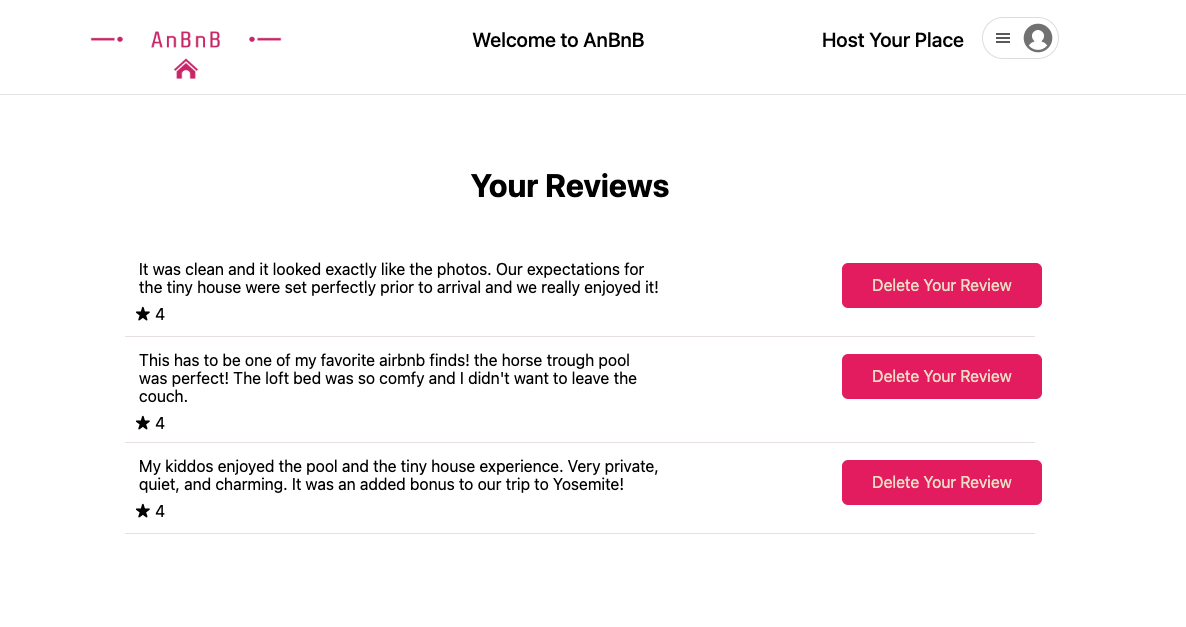 AnBnB
Welcome to AnBnB
Host Your Place
Your Reviews
It was clean and it looked exactly like the photos. Our expectations for
the tiny house were set perfectly prior to arrival and we really enjoyed it!
Delete Your Review
★ 4
This has to be one of my favorite airbnb finds! the horse trough pool
was perfect! The loft bed was so comfy and I didn't want to leave the
couch.
Delete Your Review
★ 4
My kiddos enjoyed the pool and the tiny house experience. Very private,
quiet, and charming. It was an added bonus to our trip to Yosemite!
Delete Your Review
★ 4